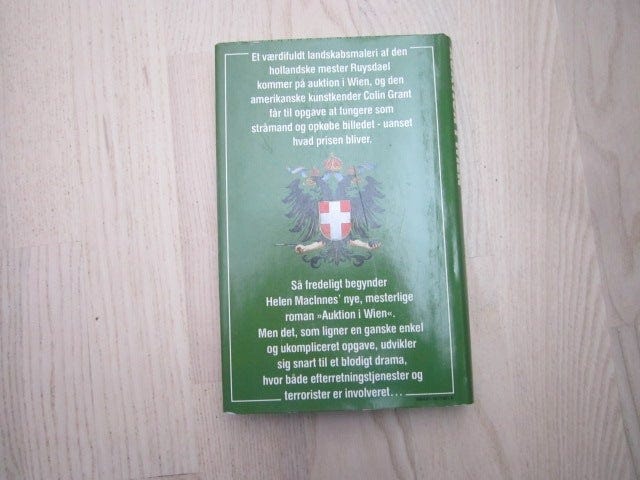 Et værdifuldt landskabsmaleri af den
hollandske mester Ruysdael
kommer på auktion i Wien, og den
amerikanske kunstkender Colin Grant
får til opgave at fungere som
stråmand og opkøbe billedet - uanset
hvad prisen bliver.
Så fredeligt begynder
Helen MacInnes' nye, mesterlige
roman »Auktion i Wien«.
Men det, som ligner en ganske enkel
og ukompliceret opgave, udvikler
sig snart til et blodigt drama,
hvor både efterretningstjenester og
terrorister er involveret...